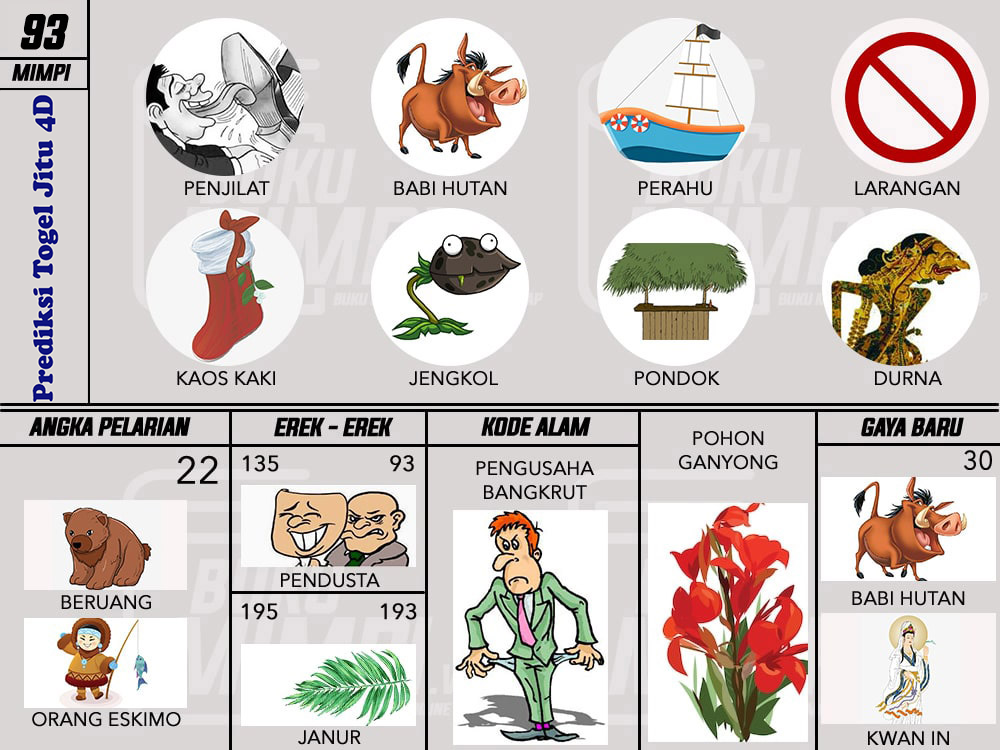 93
MIMPI
Prediksi Togel Jitu 4D
PENJILAT
BABI HUTAN
PERAHU
LARANGAN
KAOS KAKI
JENGKOL
PONDOK
DURNA
ANGKA PELARIAN
22
BERUANG
ORANG ESKIMO
EREK - EREK
135 93
PENDUSTA
195 193
JANUR
KODE ALAM
PENGUSAHA
BANGKRUT
POHON
GANYONG
GAYA BARU
30
BABI HUTAN
KWAN IN